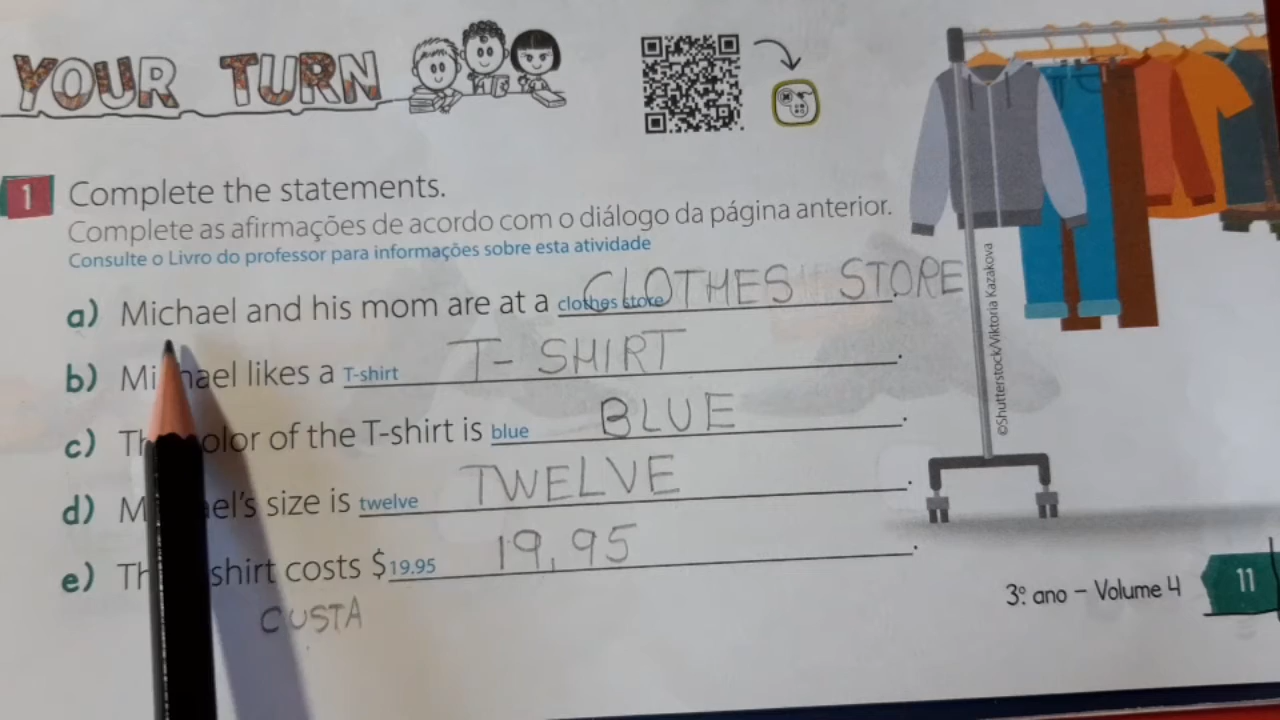 YOUR TURN
1 Complete the statements.
Complete as afirmações de acordo com o diálogo da página anterior.
Consulte o Livro do professor para informações sobre esta atividade
a) Michael and his mom are at a clothes store CLOTHES STORE.
b) Mi hael likes a T-shirt T- SHIRT.
c) Th olor of the T-shirt is blue BLUE.
d) M el's size is twelve TWELVE.
e) Th shirt costs $19.95 19,95.
CUSTA
©Shutterstock/Viktoria Kazakova
3º. ano – Volume 4 11